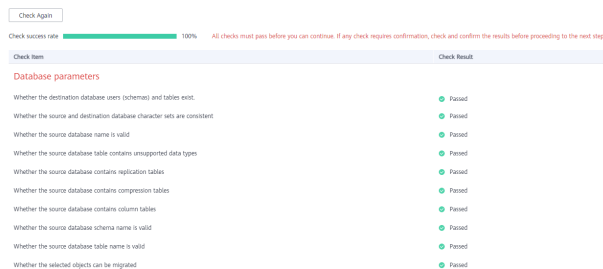 Check Again
Check success rate 100% All checks must pass before you can continue. If any check requires confirmation, check and confirm the results before proceeding to the next step
Check Item Check Result
Database parameters
Whether the destination database users (schemas) and tables exist. Passed
Whether the source and destination database character sets are consistent Passed
Whether the source database name is valid Passed
Whether the source database table contains unsupported data types Passed
Whether the source database contains replication tables Passed
Whether the source database contains compression tables Passed
Whether the source database contains column tables Passed
Whether the source database schema name is valid Passed
Whether the source database table name is valid Passed
Whether the selected objects can be migrated Passed